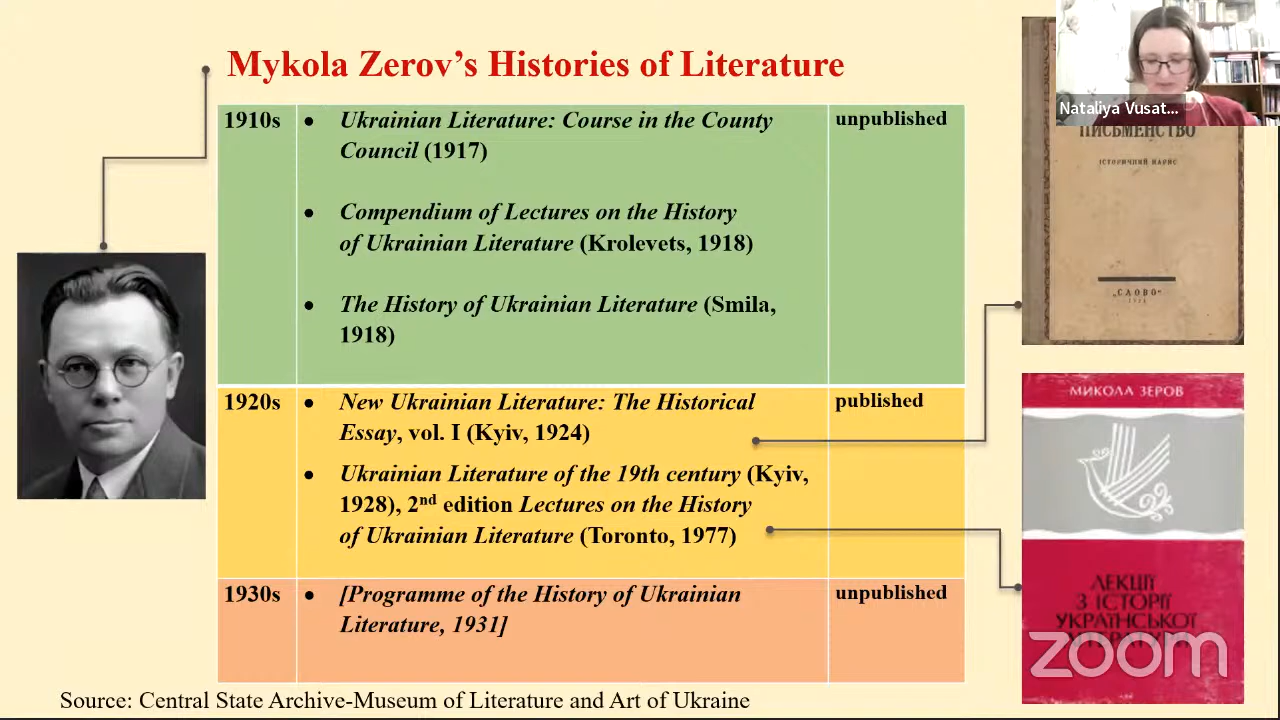 Mykola Zerov's Histories of Literature
1910s
• Ukrainian Literature: Course in the County
Council (1917)
• Compendium of Lectures on the History
of Ukrainian Literature (Krolevets, 1918)
• The History of Ukrainian Literature (Smila,
1918)
unpublished
1920s
• New Ukrainian Literature: The Historical
Essay, vol. I (Kyiv, 1924)
• Ukrainian Literature of the 19th century (Kyiv,
1928), 2nd edition Lectures on the History
of Ukrainian Literature (Toronto, 1977)
published
1930s
• [Programme of the History of Ukrainian
Literature, 1931]
unpublished
Source: Central State Archive-Museum of Literature and Art of Ukraine
Nataliya Vusat...
ПИСЬМЕНСТВО
ІСТОРИЧНИЙ НАРИС
„СЛОВО"
МИКОЛА ЗЕРОВ
ЛЕКЦІЇ
З ІСТОРІЇ
УКРАЇНСЬКОЇ
zoom